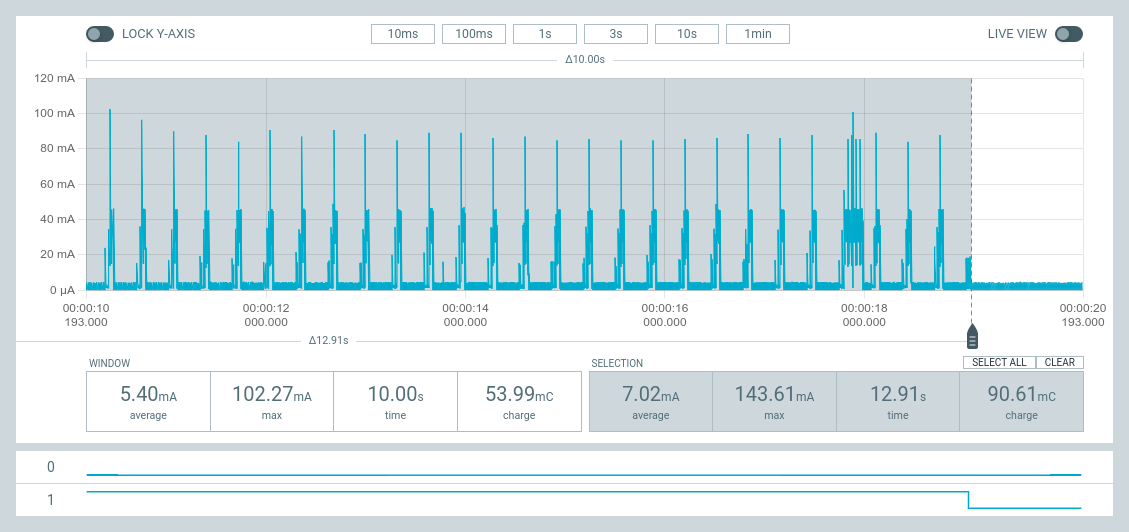 LOCK Y-AXIS 10ms 100ms 1s 3s 10s 1min LIVE VIEW
Δ10.00s
120 mA
100 mA
80 mA
60 mA
40 mA
20 mA
0 µA
00:00:10 00:00:12 00:00:14 00:00:16 00:00:18 00:00:20
193.000 000.000 000.000 000.000 000.000 193.000
Δ12.91s
WINDOW SELECTION SELECT ALL CLEAR
5.40mA 102.27mA 10.00s 53.99mC 7.02mA 143.61mA 12.91s 90.61mC
average max time charge average max time charge
0
1